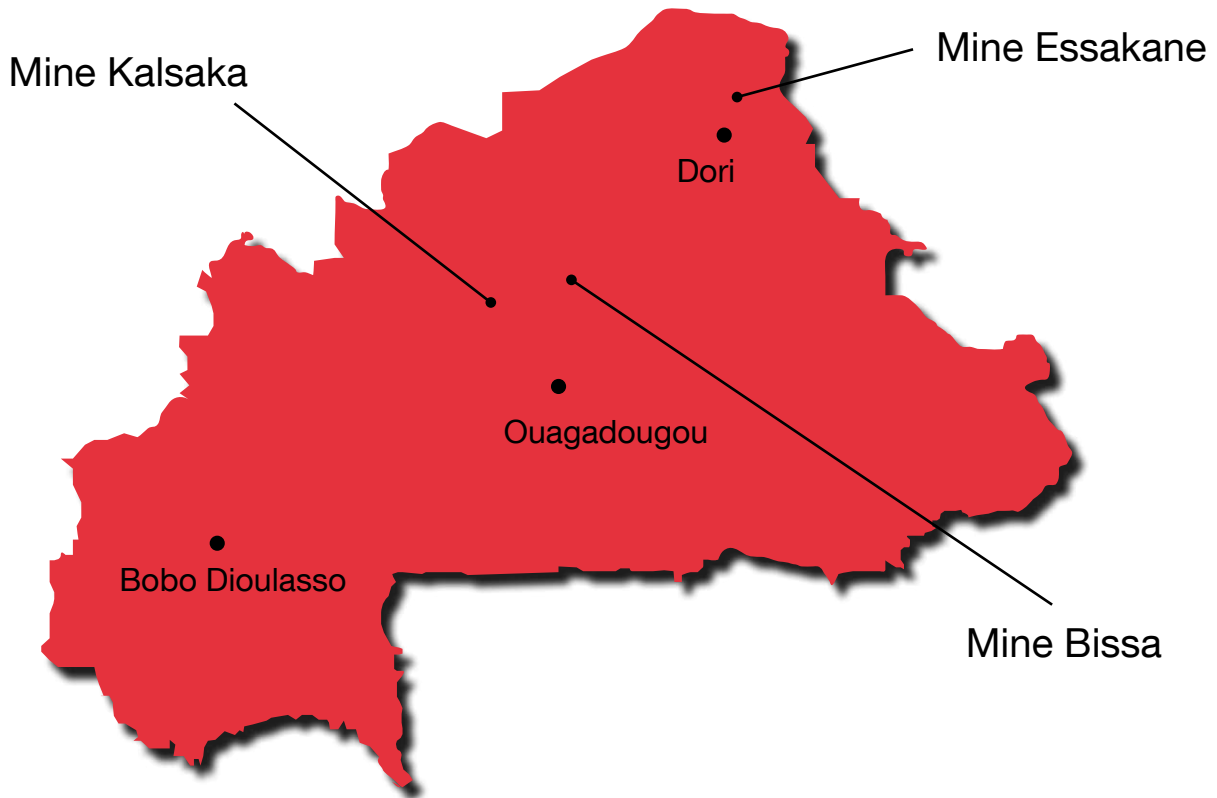 Mine Essakane
Mine Kalsaka
Dori
Ouagadougou
Bobo Dioulasso
Mine Bissa